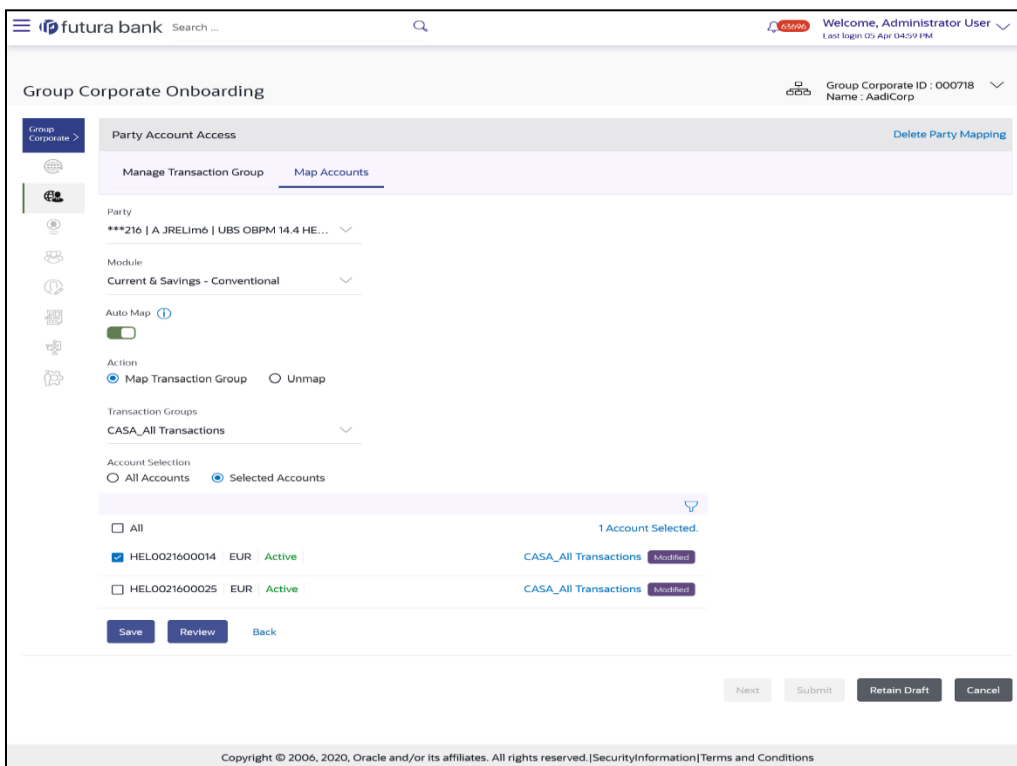 futura bank Search ... 63696 Welcome, Administrator User
Last login 05 Apr 04:59 PM
Group Corporate Onboarding
Group Corporate ID : 000718
Name : AadiCorp
Group
Corporate >
Party Account Access Delete Party Mapping
Manage Transaction Group Map Accounts
Party
***216 | A JRELim6 | UBS OBPM 14.4 HE...
Module
Current & Savings - Conventional
Auto Map
Action
Map Transaction Group Unmap
Transaction Groups
CASA_All Transactions
Account Selection
All Accounts Selected Accounts
All 1 Account Selected.
HEL0021600014 EUR Active CASA_All Transactions Modified
HEL0021600025 EUR Active CASA_All Transactions Modified
Save Review Back
Next Submit Retain Draft Cancel
Copyright © 2006, 2020, Oracle and/or its affiliates. All rights reserved.|SecurityInformation|Terms and Conditions